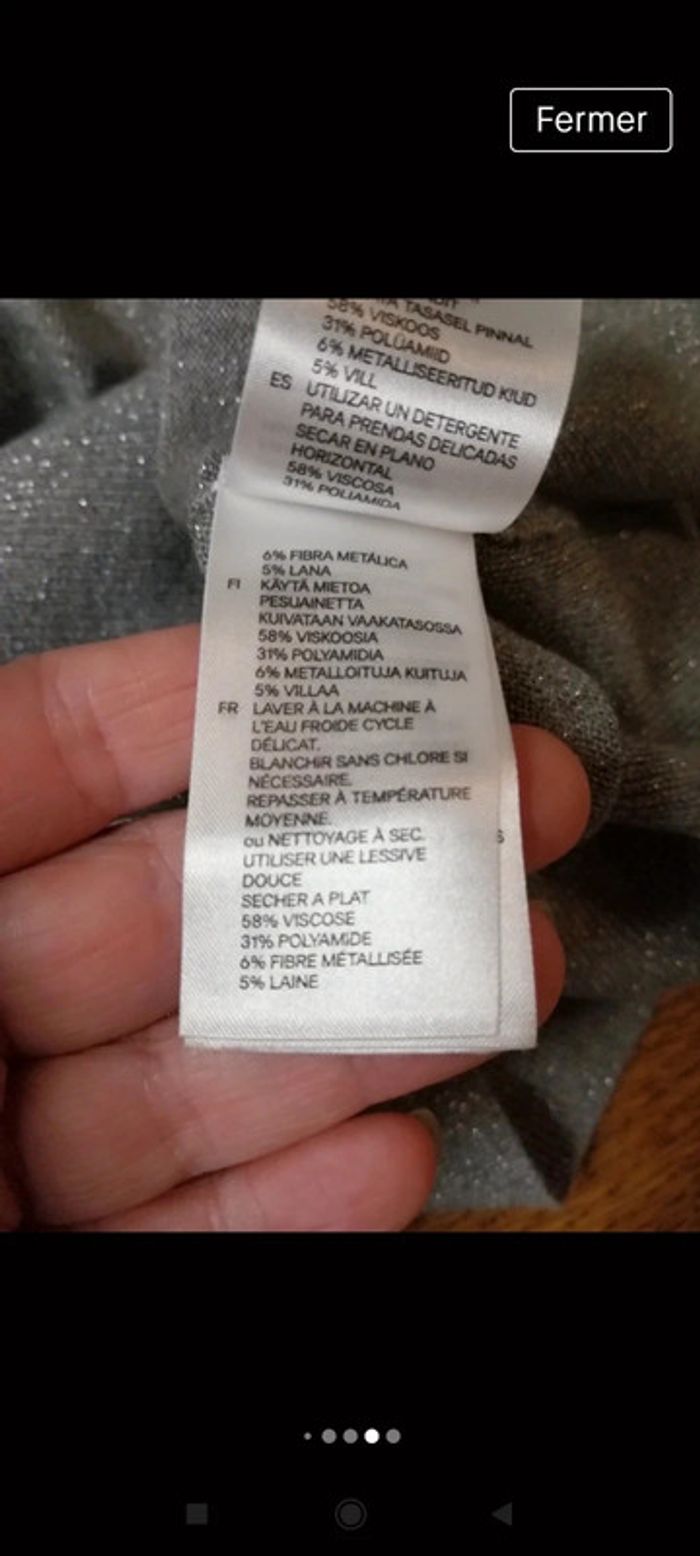 Fermer
TASASEL PINNAL
58% VISKOOS
31% POLÜAMIID
6% METALLISEERITUD KIUD
5% VILL
ES UTILIZAR UN DETERGENTE
PARA PRENDAS DELICADAS
SECAR EN PLANO
HORIZONTAL
58% VISCOSA
31% POLIAMIDA
6% FIBRA METÁLICA
5% LANA
FI KÄYTÄ MIETOA
PESUAINETTA
KUIVATAAN VAAKATASOSSA
58% VISKOOSIA
31% POLYAMIDIA
6% METALLOITUJA KUITUJA
5% VILLAA
FR LAVER À LA MACHINE À
L'EAU FROIDE CYCLE
DÉLICAT.
BLANCHIR SANS CHLORE SI
NÉCESSAIRE.
REPASSER À TEMPÉRATURE
MOYENNE.
ou NETTOYAGE À SEC.
UTILISER UNE LESSIVE
DOUCE
SECHER A PLAT
58% VISCOSE
31% POLYAMIDE
6% FIBRE MÉTALLISÉE
5% LAINE